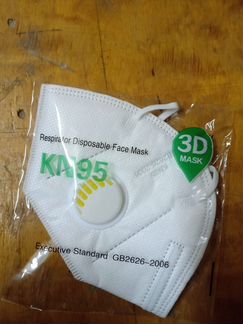 3D
MASK
Respirator Disposable Face Mask
KN95
Executive Standard GB2626-2006